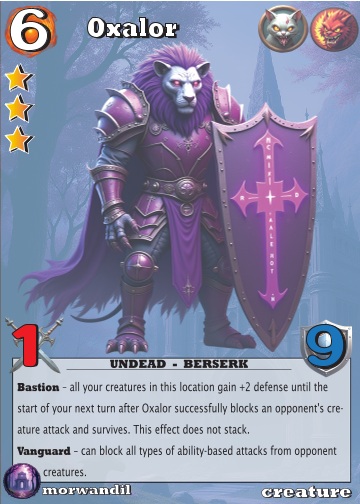 6 Oxalor
1
9
UNDEAD - BERSERK
Bastion - all your creatures in this location gain +2 defense until the
start of your next turn after Oxalor successfully blocks an opponent's cre-
ature attack and survives. This effect does not stack.
Vanguard - can block all types of ability-based attacks from opponent
creatures.
morwandil
creature